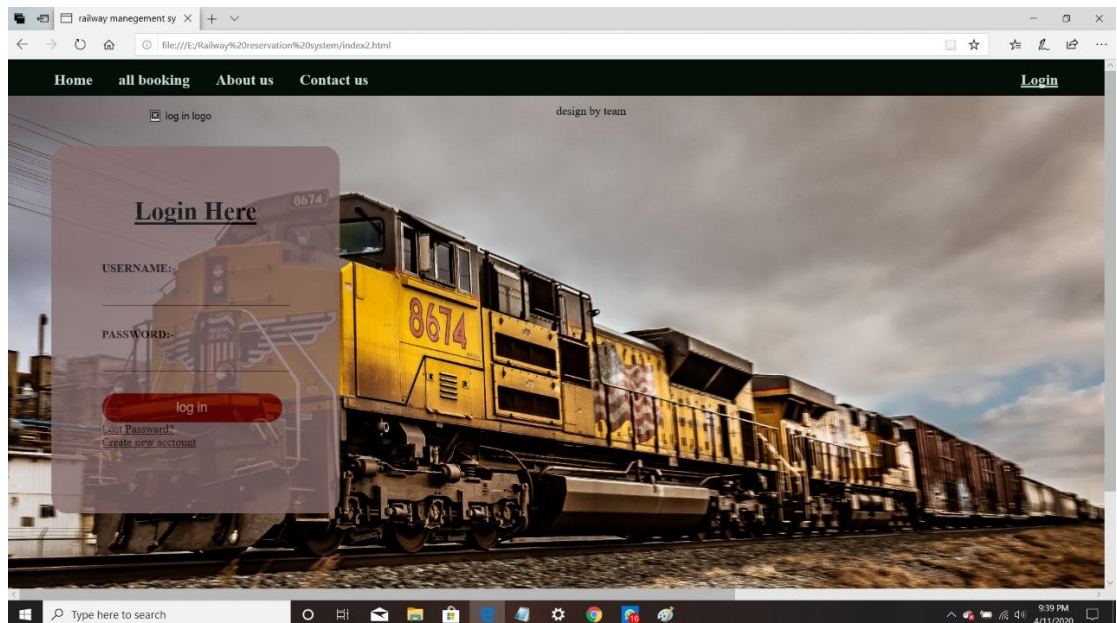 railway manegement sy
file:///E:/Railway%20reservation%20system/index2.html
Home all booking About us Contact us Login
log in logo design by team
8674
Login Here
USERNAME:-
8674
PASSWORD:-
log in
Lost Password?
Create new acctount
Type here to search
16
9:39 PM
4/11/2020